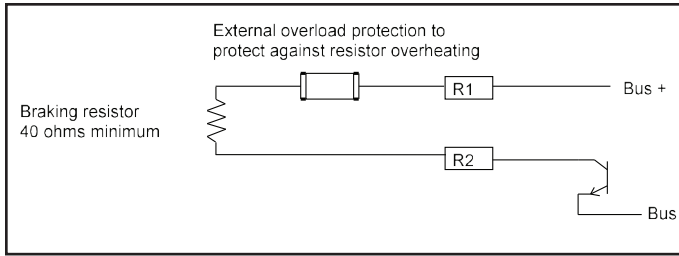 External overload protection to
protect against resistor overheating
R1
Bus +
Braking resistor
40 ohms minimum
R2
Bus